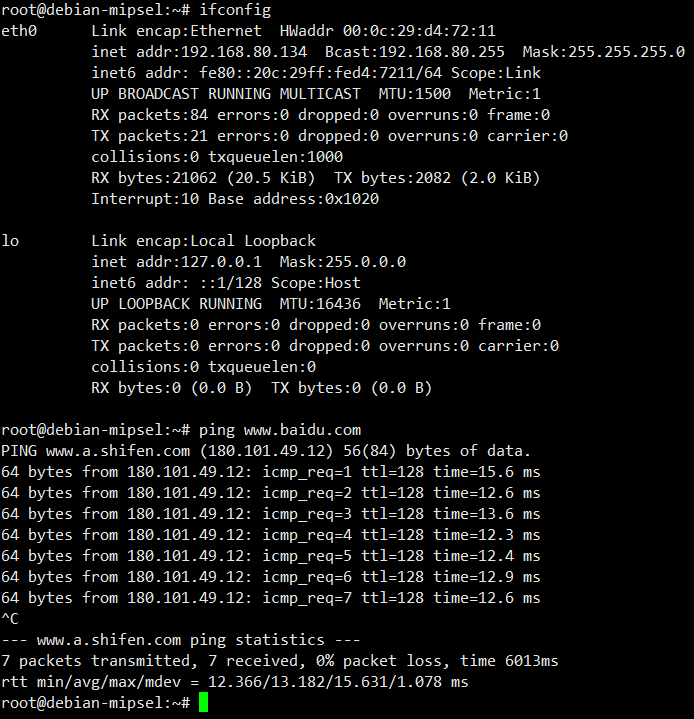 root@debian-mipsel:~# ifconfig
eth0      Link encap:Ethernet  HWaddr 00:0c:29:d4:72:11
          inet addr:192.168.80.134  Bcast:192.168.80.255  Mask:255.255.255.0
          inet6 addr: fe80::20c:29ff:fed4:7211/64 Scope:Link
          UP BROADCAST RUNNING MULTICAST  MTU:1500  Metric:1
          RX packets:84 errors:0 dropped:0 overruns:0 frame:0
          TX packets:21 errors:0 dropped:0 overruns:0 carrier:0
          collisions:0 txqueuelen:1000
          RX bytes:21062 (20.5 KiB)  TX bytes:2082 (2.0 KiB)
          Interrupt:10 Base address:0x1020

lo        Link encap:Local Loopback
          inet addr:127.0.0.1  Mask:255.0.0.0
          inet6 addr: ::1/128 Scope:Host
          UP LOOPBACK RUNNING  MTU:16436  Metric:1
          RX packets:0 errors:0 dropped:0 overruns:0 frame:0
          TX packets:0 errors:0 dropped:0 overruns:0 carrier:0
          collisions:0 txqueuelen:0
          RX bytes:0 (0.0 B)  TX bytes:0 (0.0 B)

root@debian-mipsel:~# ping www.baidu.com
PING www.a.shifen.com (180.101.49.12) 56(84) bytes of data.
64 bytes from 180.101.49.12: icmp_req=1 ttl=128 time=15.6 ms
64 bytes from 180.101.49.12: icmp_req=2 ttl=128 time=12.6 ms
64 bytes from 180.101.49.12: icmp_req=3 ttl=128 time=13.6 ms
64 bytes from 180.101.49.12: icmp_req=4 ttl=128 time=12.3 ms
64 bytes from 180.101.49.12: icmp_req=5 ttl=128 time=12.4 ms
64 bytes from 180.101.49.12: icmp_req=6 ttl=128 time=12.9 ms
64 bytes from 180.101.49.12: icmp_req=7 ttl=128 time=12.6 ms
^C
--- www.a.shifen.com ping statistics ---
7 packets transmitted, 7 received, 0% packet loss, time 6013ms
rtt min/avg/max/mdev = 12.366/13.182/15.631/1.078 ms
root@debian-mipsel:~#